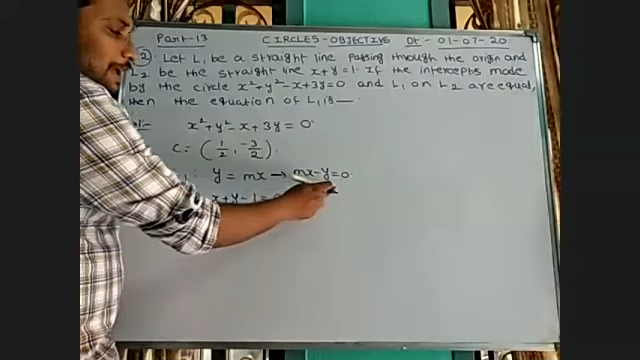 Part-13 CIRCLES-OBJECTIVE Dt - 01-07-20
2) Let L₁ be a straight line Passing through the origin and
L₂ be the straight line x+y=1. If the intercepts made
by the circle x²+y²-x+3y=0 and L₁ on L₂ are equal,
then the equation of L₁ is —
x²+y²-x+3y=0.
C = (1/2, -3/2).
: y = mx → mx-y=0.
x+y-1=0